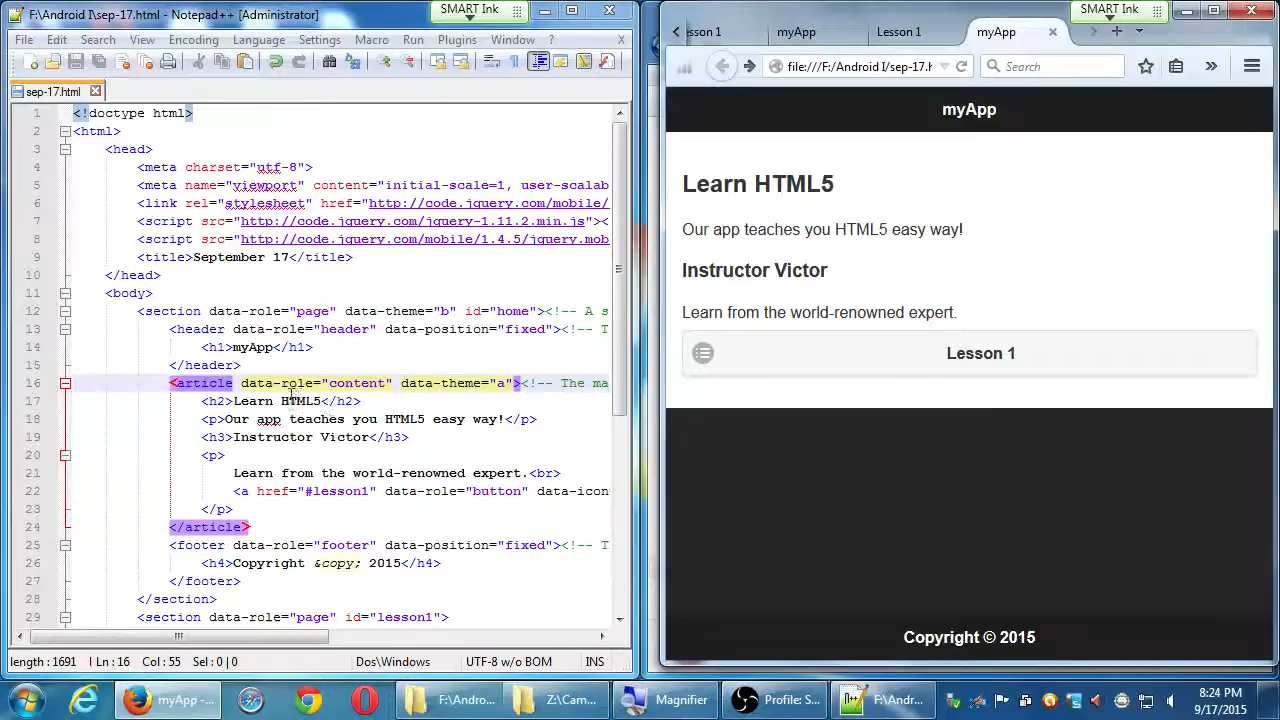 F:\Android I\sep-17.html - Notepad++ [Administrator]
SMART Ink
File Edit Search View Encoding Language Settings Macro Run Plugins Window ? X
sep-17.html
1 <!doctype html>
2 <html>
3 <head>
4 <meta charset="utf-8">
5 <meta name="viewport" content="initial-scale=1, user-scalab
6 <link rel="stylesheet" href="http://code.jquery.com/mobile/
7 <script src="http://code.jquery.com/jquery-1.11.2.min.js"><
8 <script src="http://code.jquery.com/mobile/1.4.5/jquery.mob
9 <title>September 17</title>
10 </head>
11 <body>
12 <section data-role="page" data-theme="b" id="home"><!-- A s
13 <header data-role="header" data-position="fixed"><!-- T
14 <h1>myApp</h1>
15 </header>
16 <article data-role="content" data-theme="a"><!-- The ma
17 <h2>Learn HTML5</h2>
18 <p>Our app teaches you HTML5 easy way!</p>
19 <h3>Instructor Victor</h3>
20 <p>
21 Learn from the world-renowned expert.<br>
22 <a href="#lesson1" data-role="button" data-icon
23 </p>
24 </article>
25 <footer data-role="footer" data-position="fixed"><!-- T
26 <h4>Copyright &copy; 2015</h4>
27 </footer>
28 </section>
29 <section data-role="page" id="lesson1">
length: 1691 l Ln : 16 Col : 55 Sel : 0 | 0 Dos\Windows UTF-8 w/o BOM INS
SMART Ink
sson 1 myApp Lesson 1 myApp
file:///F:/Android I/sep-17.h Search
myApp
Learn HTML5
Our app teaches you HTML5 easy way!
Instructor Victor
Learn from the world-renowned expert.
Lesson 1
Copyright © 2015
myApp -... F:\Andro... Z:\Cam... Magnifier Profile: S... F:\Andr... 8:24 PM
9/17/2015